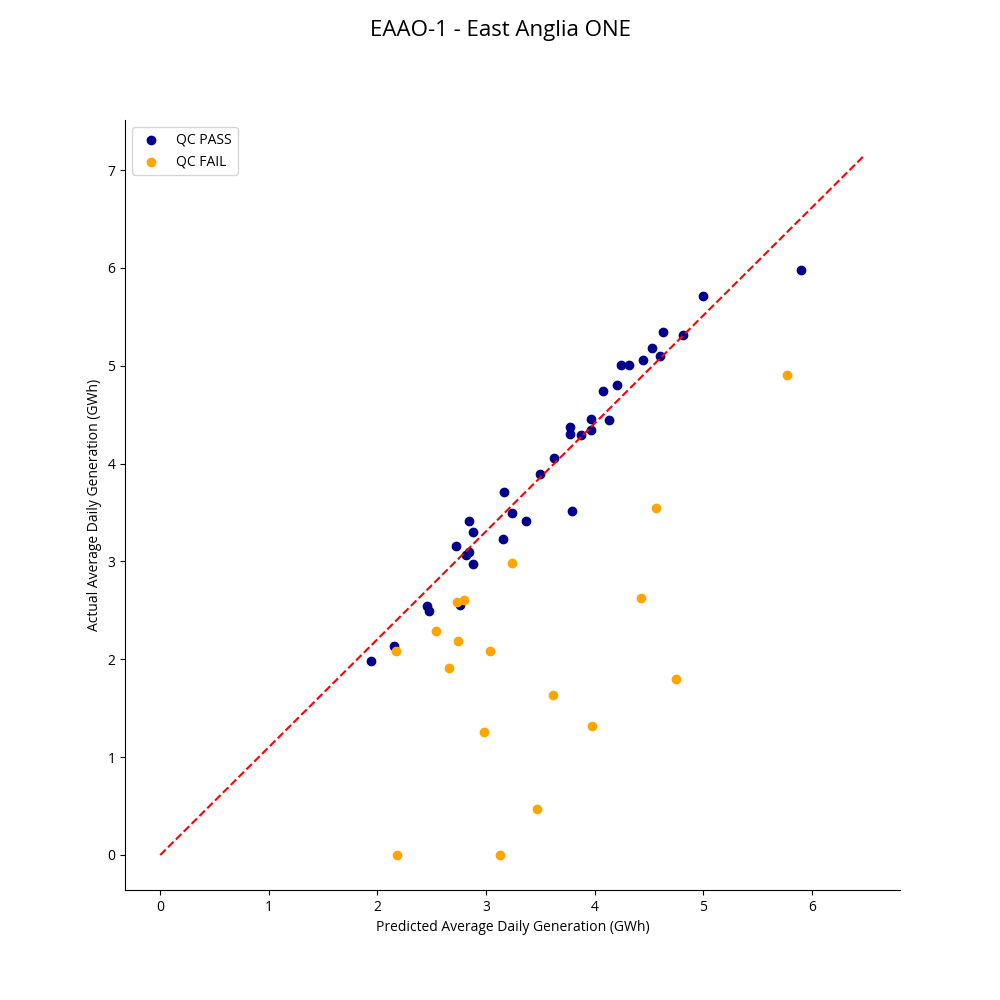 EAAO-1 - East Anglia ONE
QC PASS
QC FAIL
7
6
5
4
3
2
1
0
Actual Average Daily Generation (GWh)
0 1 2 3 4 5 6
Predicted Average Daily Generation (GWh)